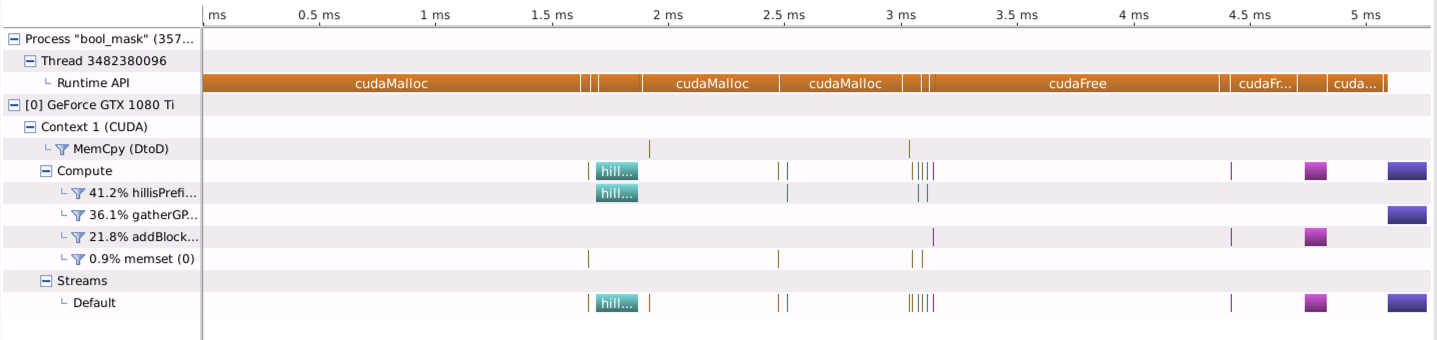 ms 0.5 ms 1 ms 1.5 ms 2 ms 2.5 ms 3 ms 3.5 ms 4 ms 4.5 ms 5 ms
Process "bool_mask" (357...
Thread 3482380096
Runtime API cudaMalloc cudaMalloc cudaMalloc cudaFree cudaFr... cuda...
[0] GeForce GTX 1080 Ti
Context 1 (CUDA)
MemCpy (DtoD)
Compute hill...
41.2% hillisPrefi... hill...
36.1% gatherGP...
21.8% addBlock...
0.9% memset (0)
Streams
Default hill...